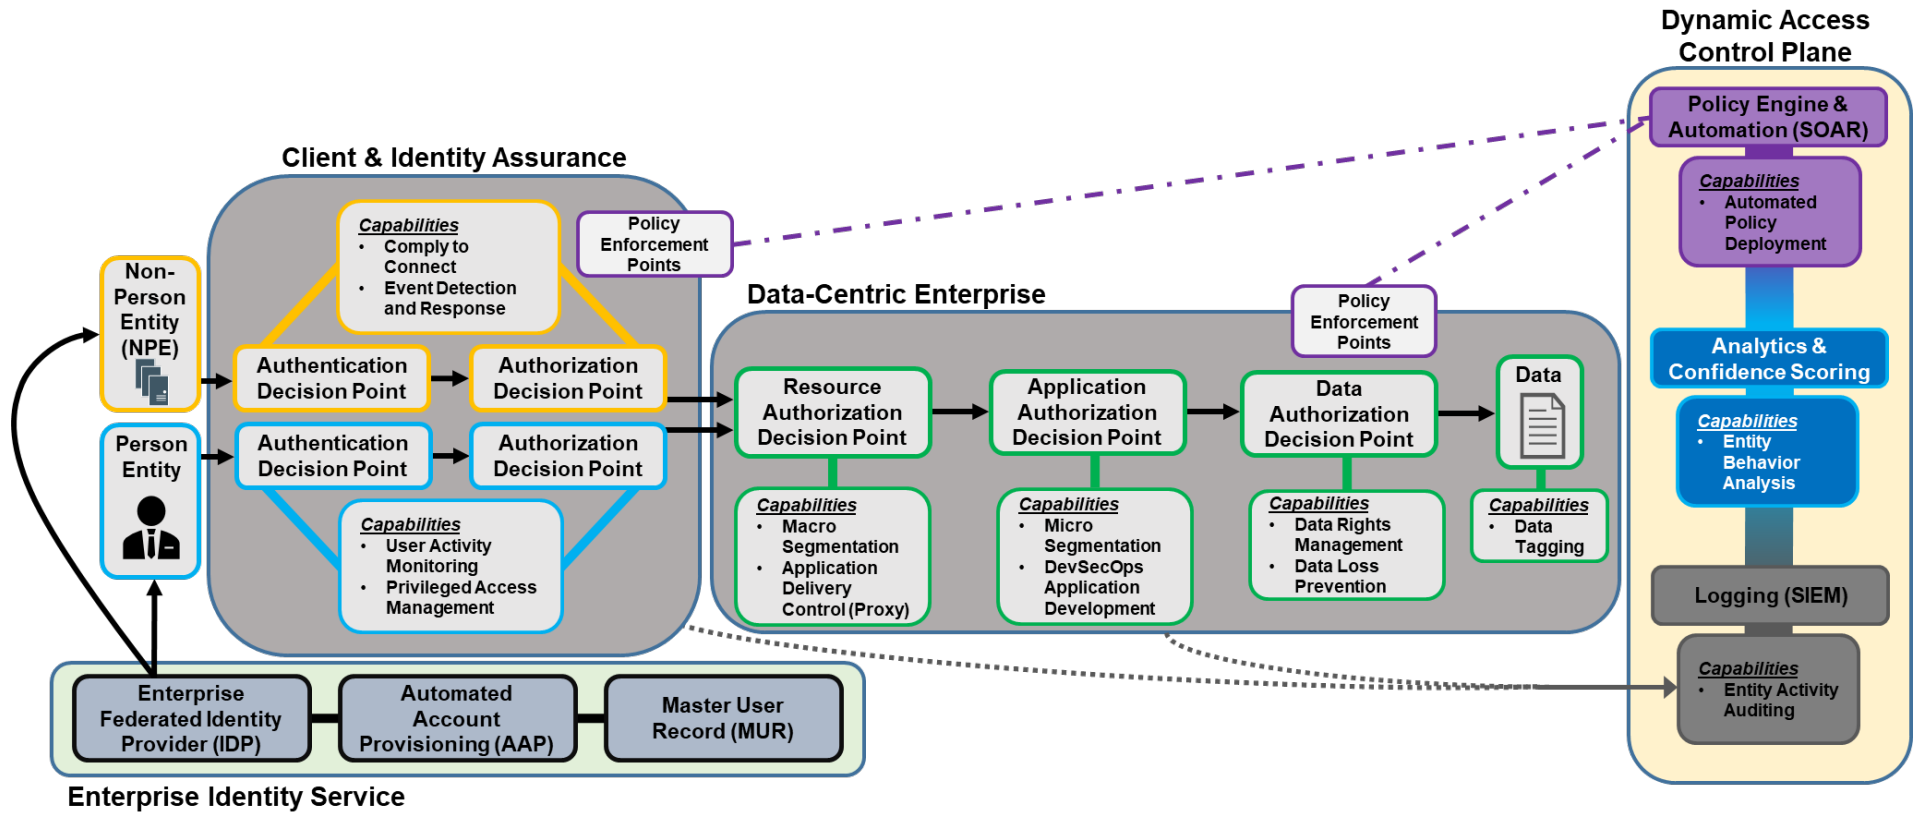 Dynamic Access
Control Plane
Policy Engine &
Automation (SOAR)
Capabilities
• Automated
Policy
Deployment
Analytics &
Confidence Scoring
Capabilities
• Entity
Behavior
Analysis
Logging (SIEM)
Capabilities
• Entity Activity
Auditing
Client & Identity Assurance
Capabilities
• Comply to
Connect
• Event Detection
and Response
Policy
Enforcement
Points
Non-
Person
Entity
(NPE)
Authentication
Decision Point
Authorization
Decision Point
Person
Entity
Authentication
Decision Point
Authorization
Decision Point
Capabilities
• User Activity
Monitoring
• Privileged Access
Management
Data-Centric Enterprise
Policy
Enforcement
Points
Resource
Authorization
Decision Point
Application
Authorization
Decision Point
Data
Authorization
Decision Point
Data
Capabilities
• Macro
Segmentation
• Application
Delivery
Control (Proxy)
Capabilities
• Micro
Segmentation
• DevSecOps
Application
Development
Capabilities
• Data Rights
Management
• Data Loss
Prevention
Capabilities
• Data
Tagging
Enterprise
Federated Identity
Provider (IDP)
Automated
Account
Provisioning (AAP)
Master User
Record (MUR)
Enterprise Identity Service